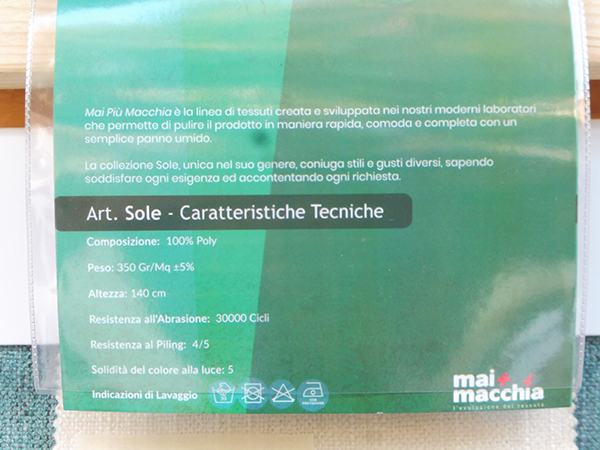 Mai Più Macchia è la linea di tessuti creata e sviluppata nei nostri moderni laboratori
che permette di pulire il prodotto in maniera rapida, comoda e completa con un
semplice panno umido.
La collezione Sole, unica nel suo genere, coniuga stili e gusti diversi, sapendo
soddisfare ogni esigenza ed accontentando ogni richiesta.
Art. Sole - Caratteristiche Tecniche
Composizione: 100% Poly
Peso: 350 Gr/Mq ±5%
Altezza: 140 cm
Resistenza all'Abrasione: 30000 Cicli
Resistenza al Piling: 4/5
Solidità del colore alla luce: 5
Indicazioni di Lavaggio
mai
macchia
L'evoluzione del tessuto